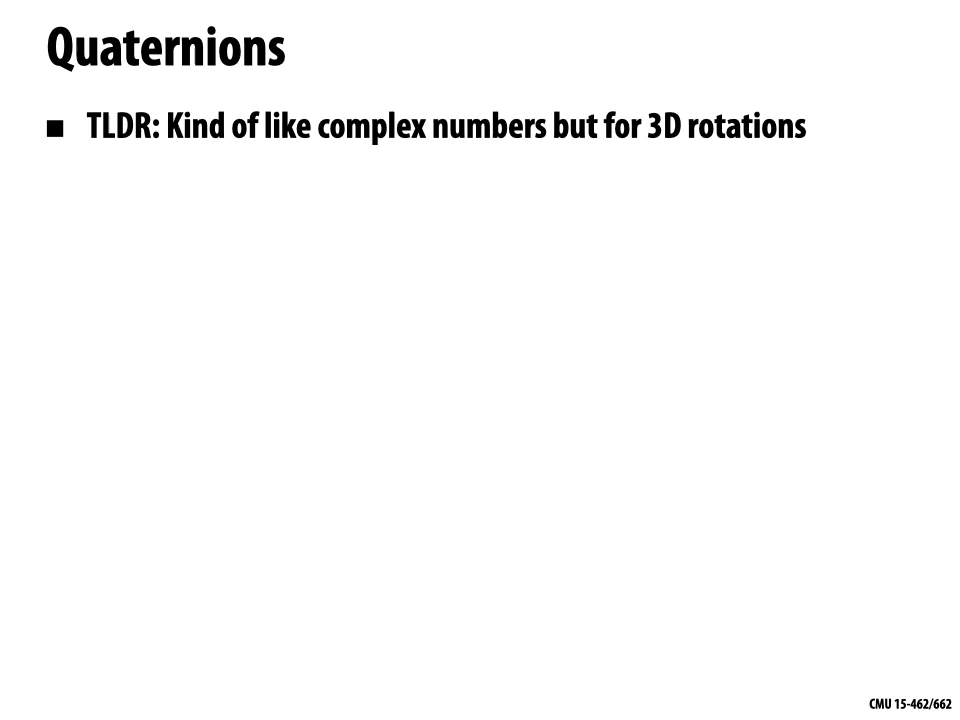 Quaternions
■ TLDR: Kind of like complex numbers but for 3D rotations
CMU 15-462/662